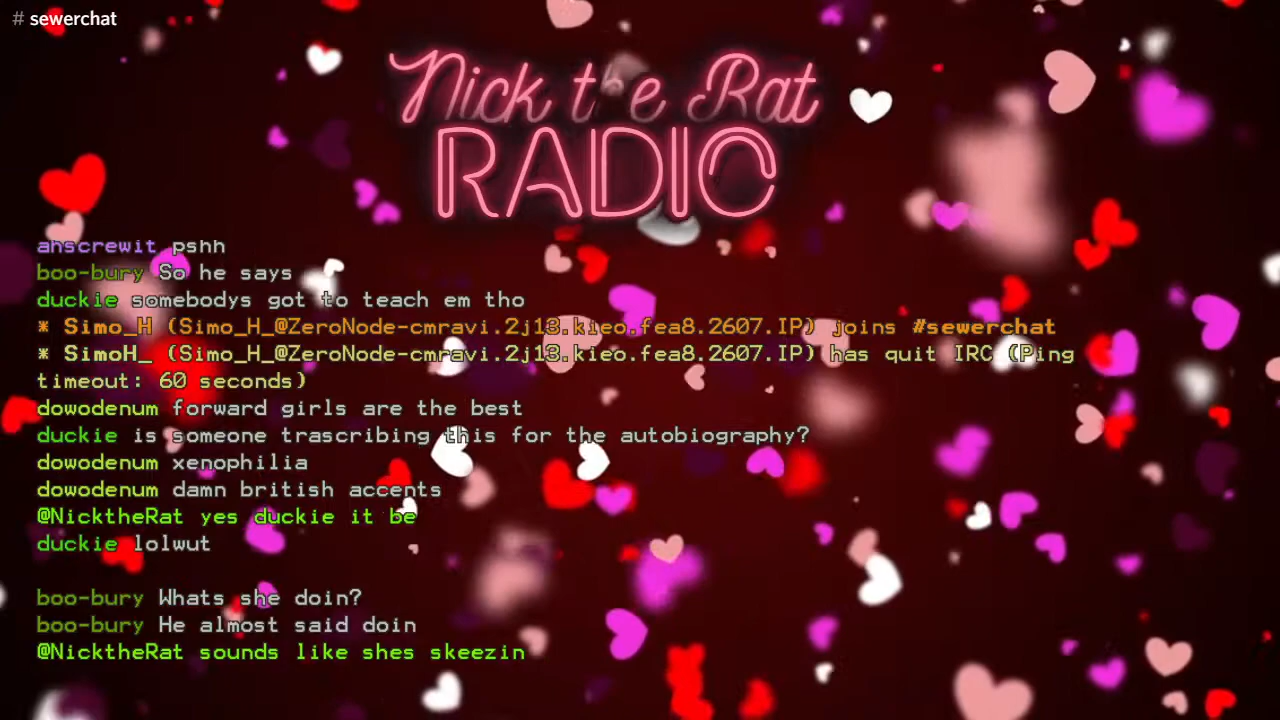 # sewerchat
Nick the Rat
RADIO
ahscrewit pshh
boo-bury So he says
duckie somebodys got to teach em tho
* Simo_H (Simo_H_@ZeroNode-cmravi.2j13.kieo.fea8.2607.IP) joins #sewerchat
* SimoH_ (Simo_H_@ZeroNode-cmravi.2j13.kieo.fea8.2607.IP) has quit IRC (Ping
timeout: 60 seconds)
dowodenum forward girls are the best
duckie is someone trascribing this for the autobiography?
dowodenum xenophilia
dowodenum damn british accents
@NicktheRat yes duckie it be
duckie lolwut
boo-bury Whats she doin?
boo-bury He almost said doin
@NicktheRat sounds like shes skeezin